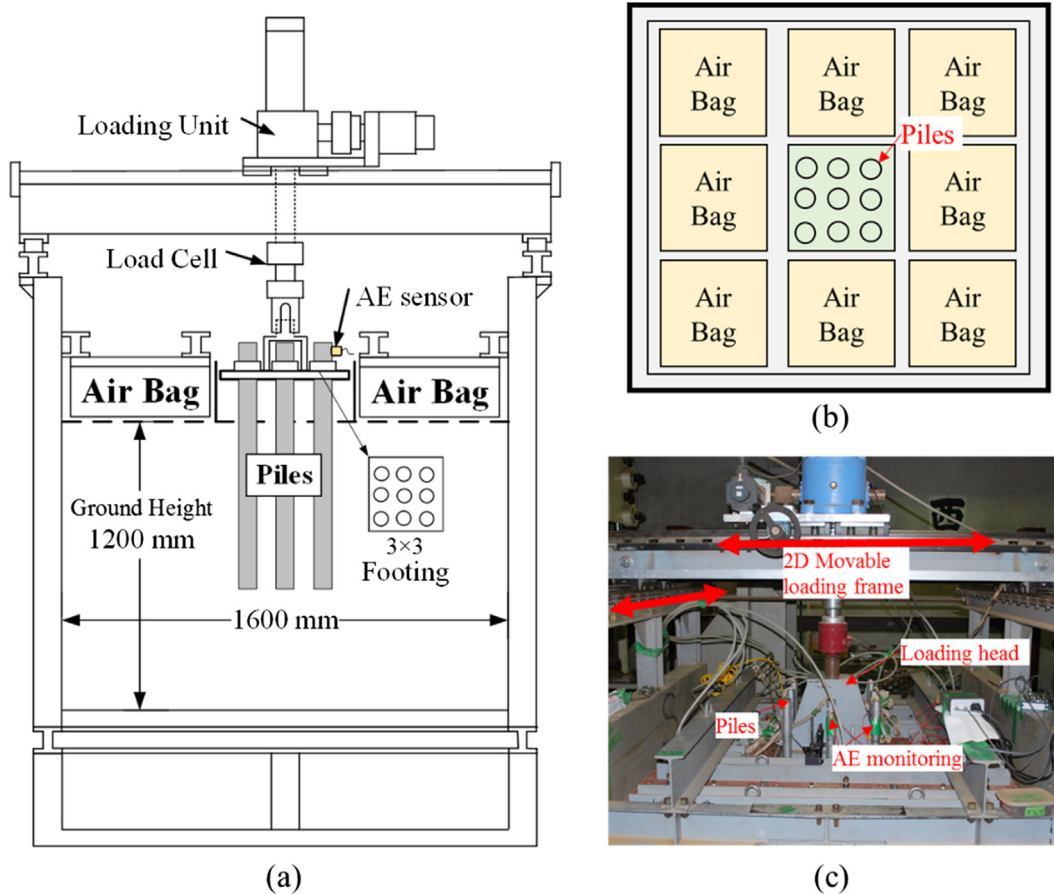 Loading Unit
Load Cell
AE sensor
Air Bag
Air Bag
Piles
Ground Height
1200 mm
3×3
Footing
1600 mm
(a)
Air
Bag
Air
Bag
Air
Bag
Piles
Air
Bag
Air
Bag
Air
Bag
Air
Bag
Air
Bag
(b)
2D Movable
loading frame
Loading head
Piles
AE monitoring
(c)